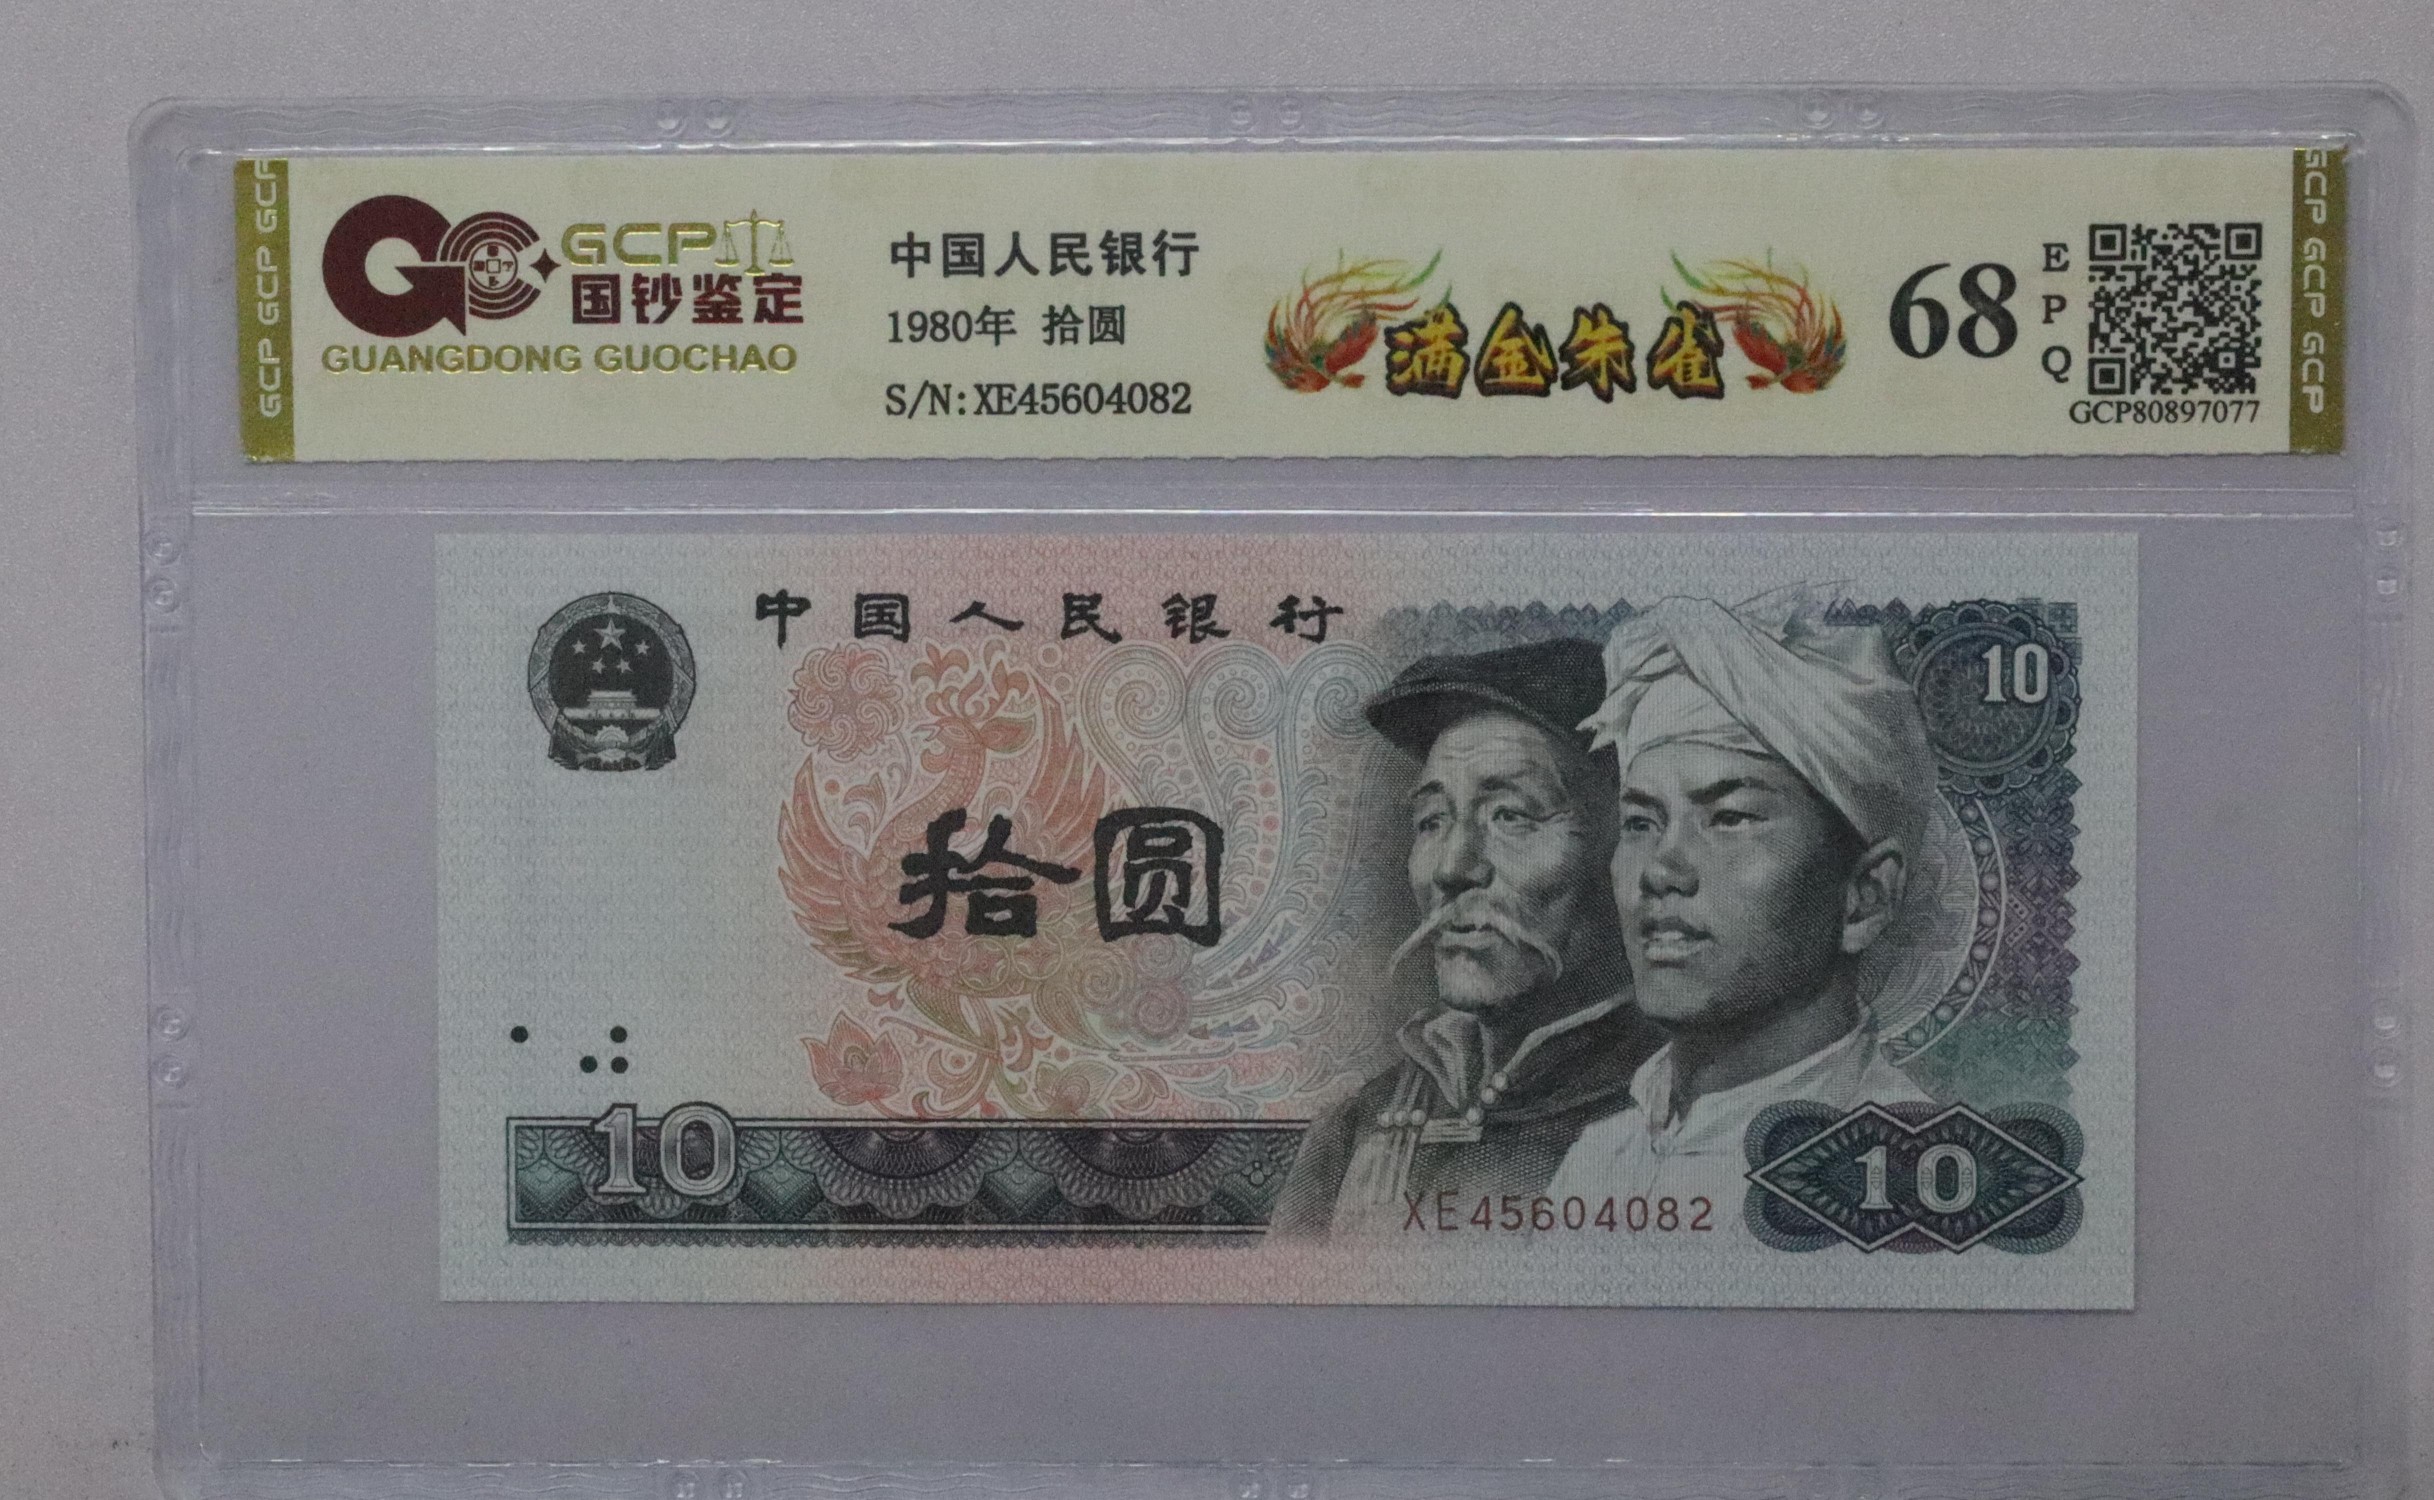 GCP
国钞鉴定
GUANGDONG GUOCHAO
中国人民银行
1980年 拾圆
S/N:XE45604082
满金朱雀
68
EPQ
GCP80897077
GCP GCP GCP
GCP GCP GCP
中国人民银行
10
拾圆
10
XE45604082
10